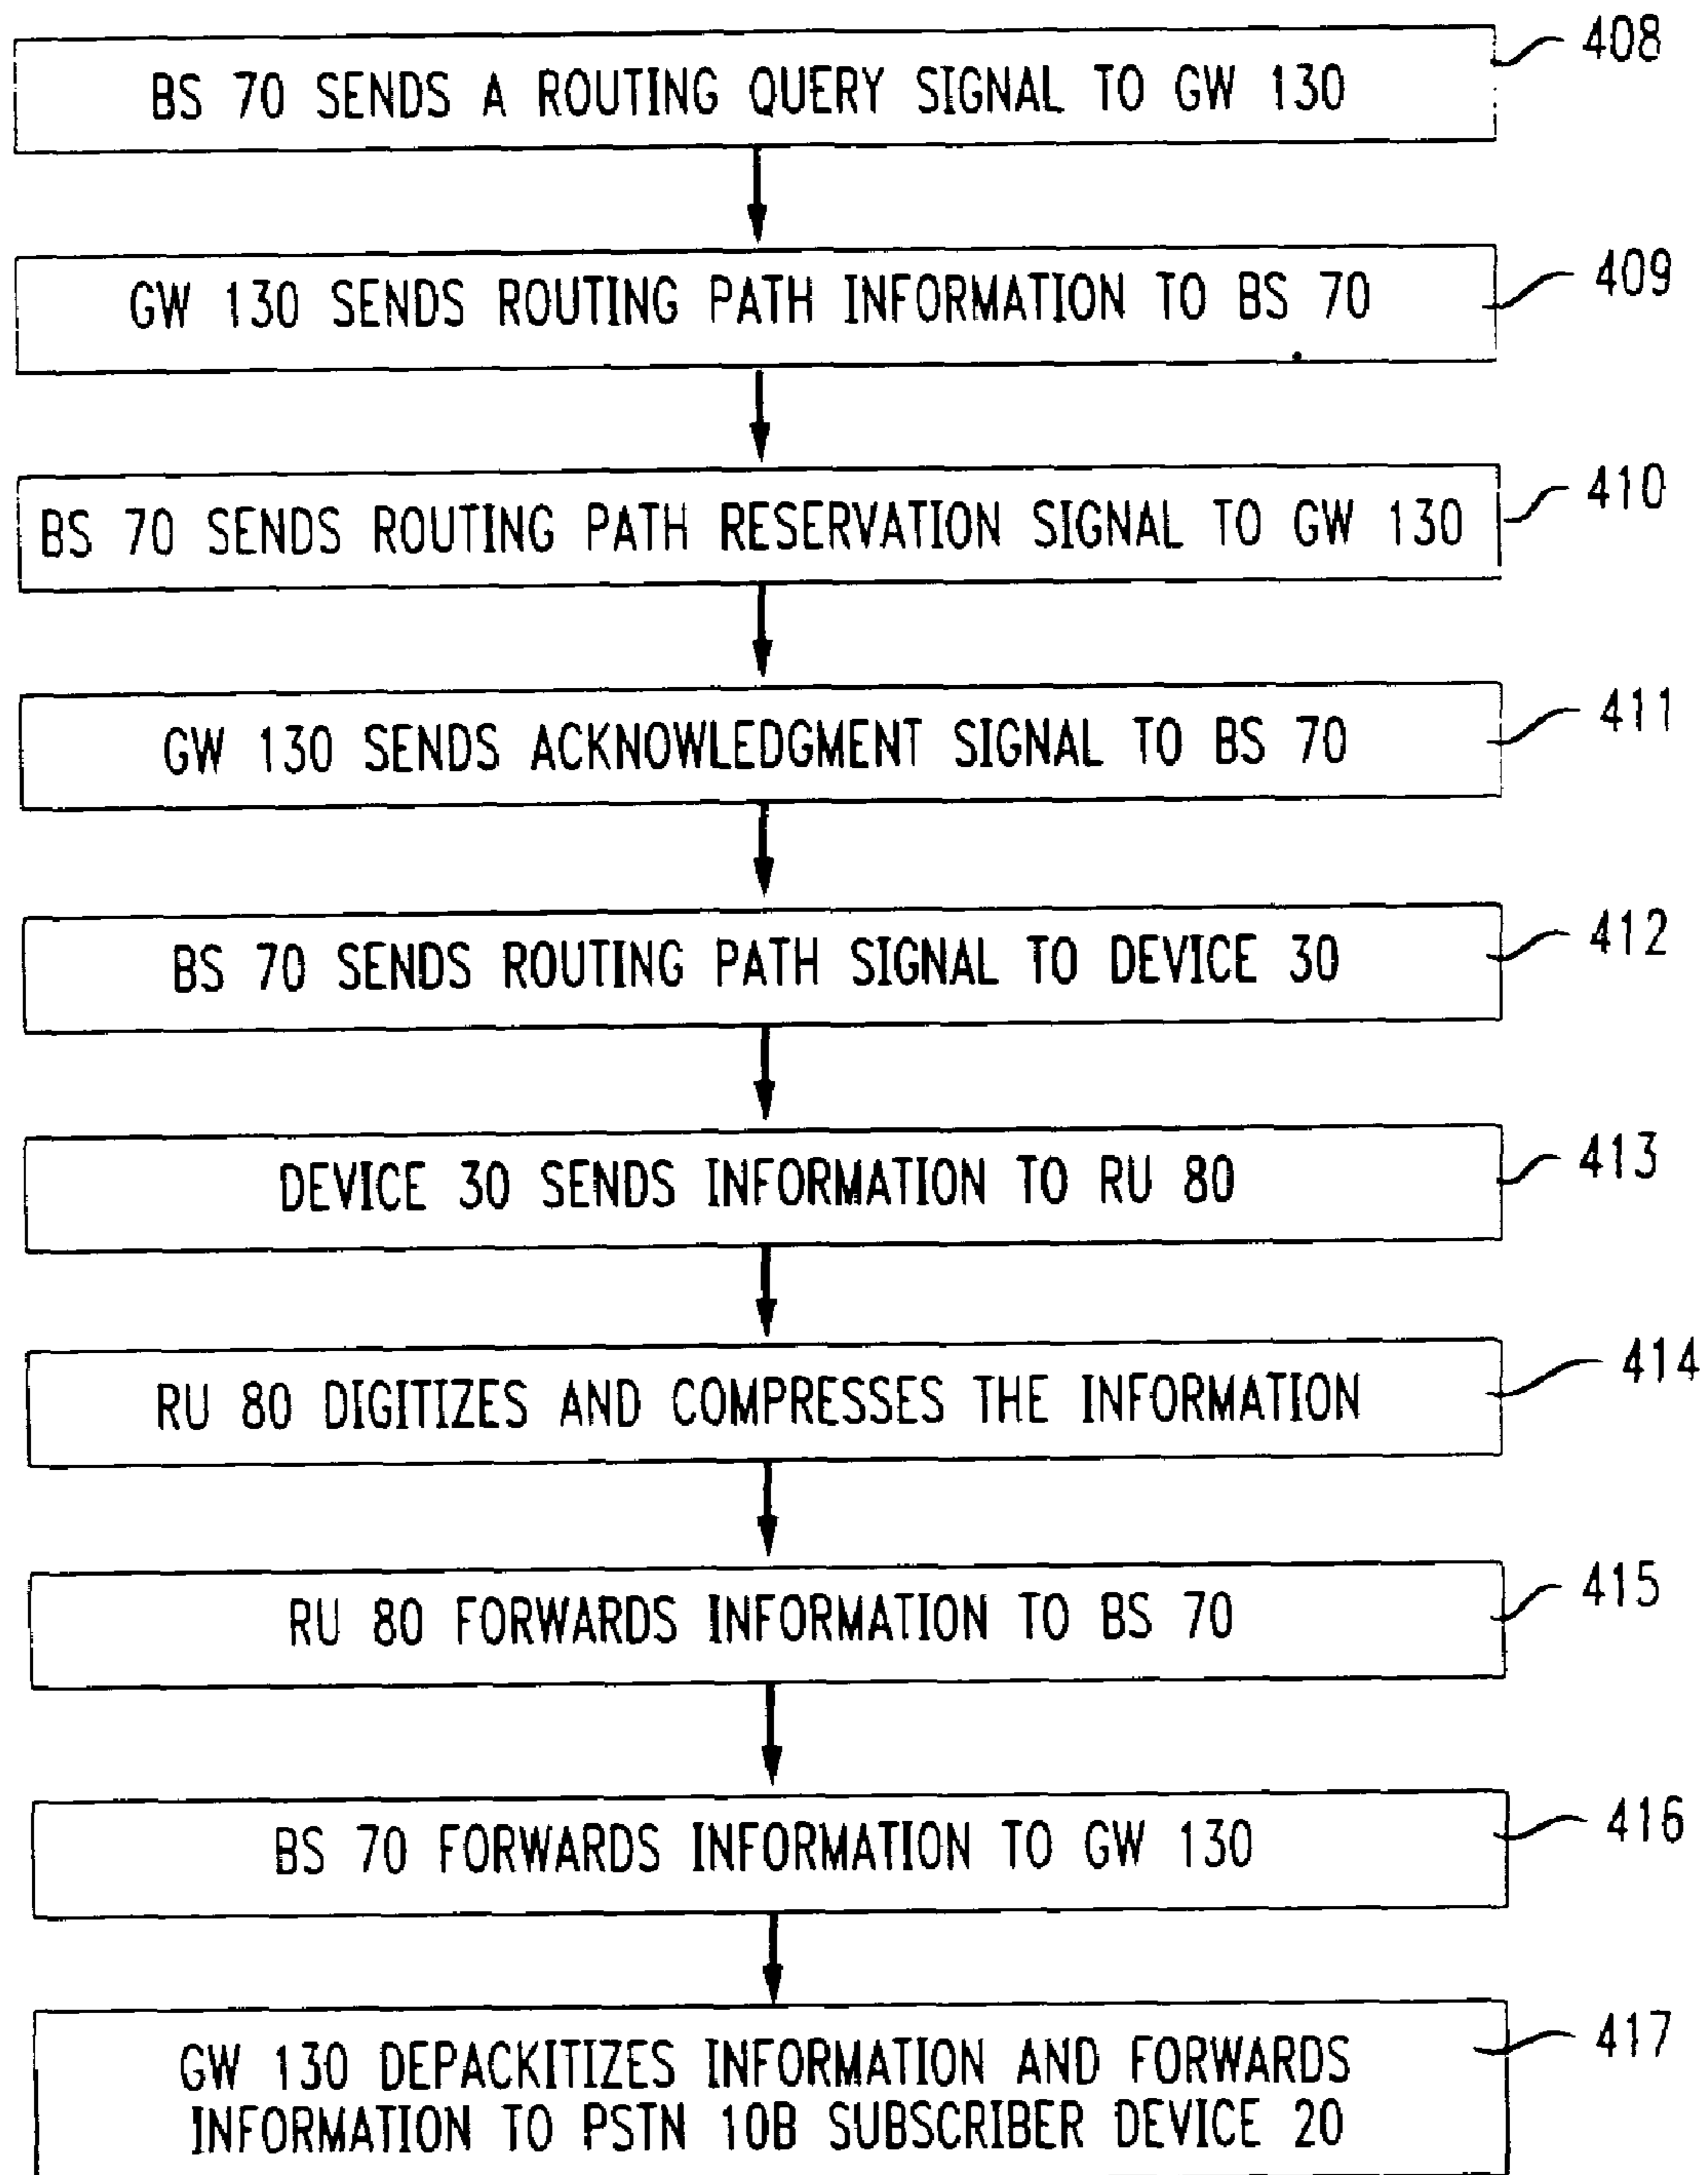 BS 70 SENDS A ROUTING QUERY SIGNAL TO GW 130
408
GW 130 SENDS ROUTING PATH INFORMATION TO BS 70
409
BS 70 SENDS ROUTING PATH RESERVATION SIGNAL TO GW 130
410
GW 130 SENDS ACKNOWLEDGMENT SIGNAL TO BS 70
411
BS 70 SENDS ROUTING PATH SIGNAL TO DEVICE 30
412
DEVICE 30 SENDS INFORMATION TO RU 80
413
RU 80 DIGITIZES AND COMPRESSES THE INFORMATION
414
RU 80 FORWARDS INFORMATION TO BS 70
415
BS 70 FORWARDS INFORMATION TO GW 130
416
GW 130 DEPACKITIZES INFORMATION AND FORWARDS
INFORMATION TO PSTN 10B SUBSCRIBER DEVICE 20
417